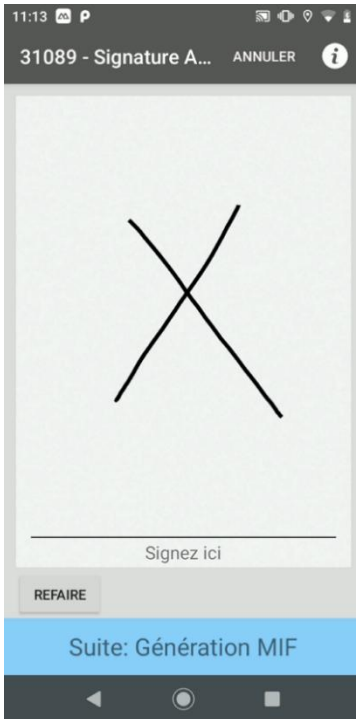 11:13 P
31089 - Signature A... ANNULER i
X
Signez ici
REFAIRE
Suite: Génération MIF